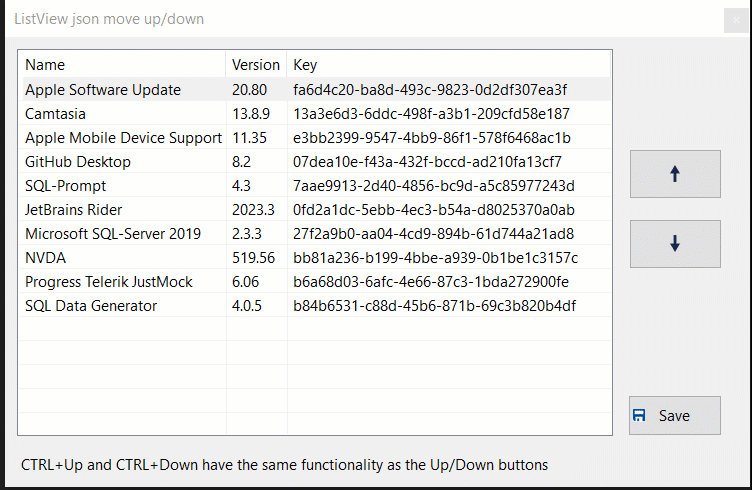 ListView json move up/down
Name Version Key
Apple Software Update 20.80 fa6d4c20-ba8d-493c-9823-0d2df307ea3f
Camtasia 13.8.9 13a3e6d3-6ddc-498f-a3b1-209cfd58e187
Apple Mobile Device Support 11.35 e3bb2399-9547-4bb9-86f1-578f6468ac1b
GitHub Desktop 8.2 07dea10e-f43a-432f-bccd-ad210fa13cf7
SQL-Prompt 4.3 7aae9913-2d40-4856-bc9d-a5c85977243d
JetBrains Rider 2023.3 0fd2a1dc-5ebb-4ec3-b54a-d8025370a0ab
Microsoft SQL-Server 2019 2.3.3 27f2a9b0-aa04-4cd9-894b-61d744a21ad8
NVDA 519.56 bb81a236-b199-4bbe-a939-0b1be1c3157c
Progress Telerik JustMock 6.06 b6a68d03-6afc-4e66-87c3-1bda272900fe
SQL Data Generator 4.0.5 b84b6531-c88d-45b6-871b-69c3b820b4df
Save
CTRL+Up and CTRL+Down have the same functionality as the Up/Down buttons